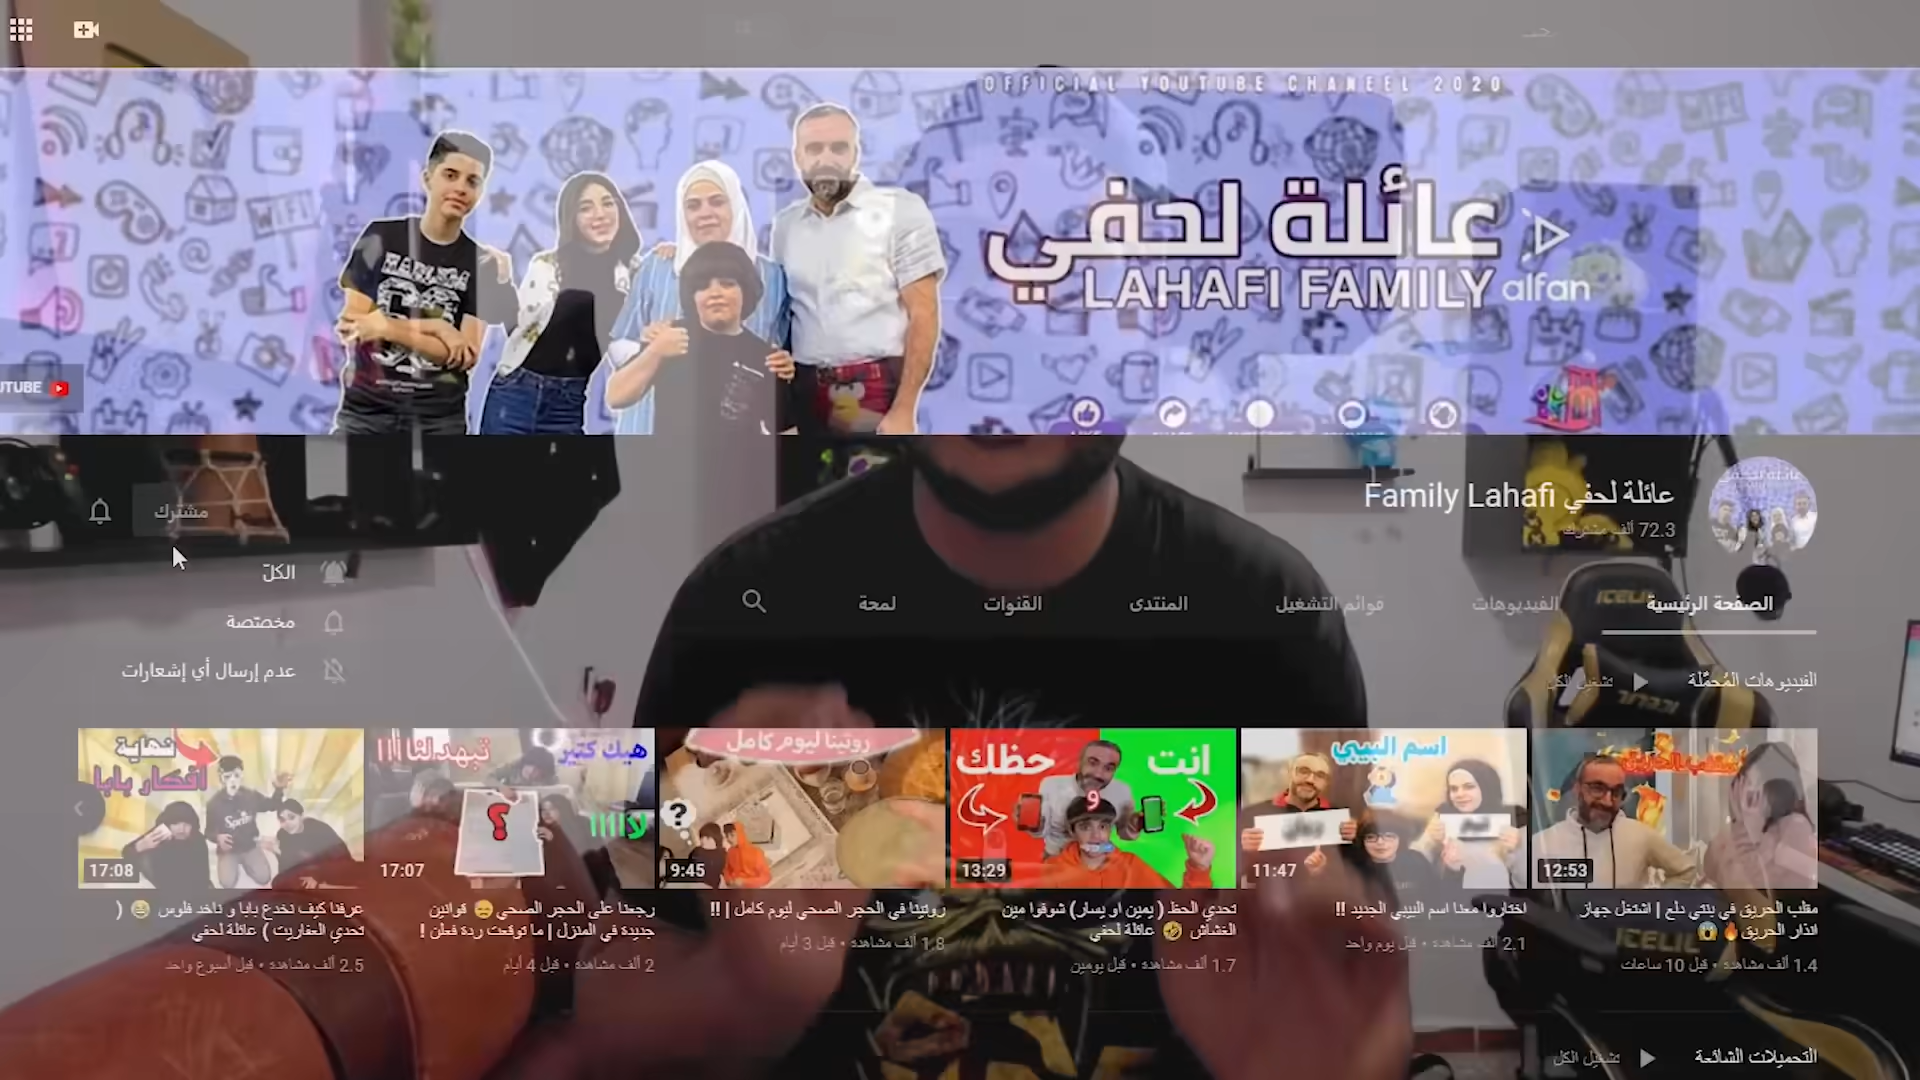 OFFICIAL YOUTUBE CHANEEL 2020
عائلة لحفي
LAHAFI FAMILY
alfan
UTUBE
عائلة لحفي Family Lahafi
72.3 ألف مشترك
مشترك
الكلّ
مخصّصة
عدم إرسال أي إشعارات
الصفحة الرئيسية
الفيديوهات
قوائم التشغيل
المنتدى
القنوات
لمحة
الفيديوهات المُحمَّلة
تشغيل الكل
12:53
اسم البيبي
11:47
انت
و
حظك
13:29
روتينا ليوم كامل
?
9:45
هيك كتير
تبهدلنا ااا
لاااا
؟
17:07
نهاية
افكار بابا
Sprite
17:08
مقلب الحريق في بنتي دلع | اشتغل جهاز
انذار الحريق🔥😱
1.4 ألف مشاهدة • قبل 10 ساعات
اختاروا معنا اسم البيبي الجديد !!
2.1 ألف مشاهدة • قبل يوم واحد
تحدي الحظ ( يمين او يسار) شوفوا مين
الغشاش 🤣 عائلة لحفي
1.7 ألف مشاهدة • قبل يومين
روتينا في الحجر الصحي ليوم كامل | !!
1.8 ألف مشاهدة • قبل 3 أيام
رجعنا على الحجر الصحي😞 قوانين
جديدة في المنزل | ما توقعت ردة فعلن !
2 ألف مشاهدة • قبل 4 أيام
عرفنا كيف نخدع بابا و ناخد فلوس 😄 (
تحدي العفاريت ) عائلة لحفي
2.5 ألف مشاهدة • قبل أسبوع واحد
التحميلات الشائعة
تشغيل الكل